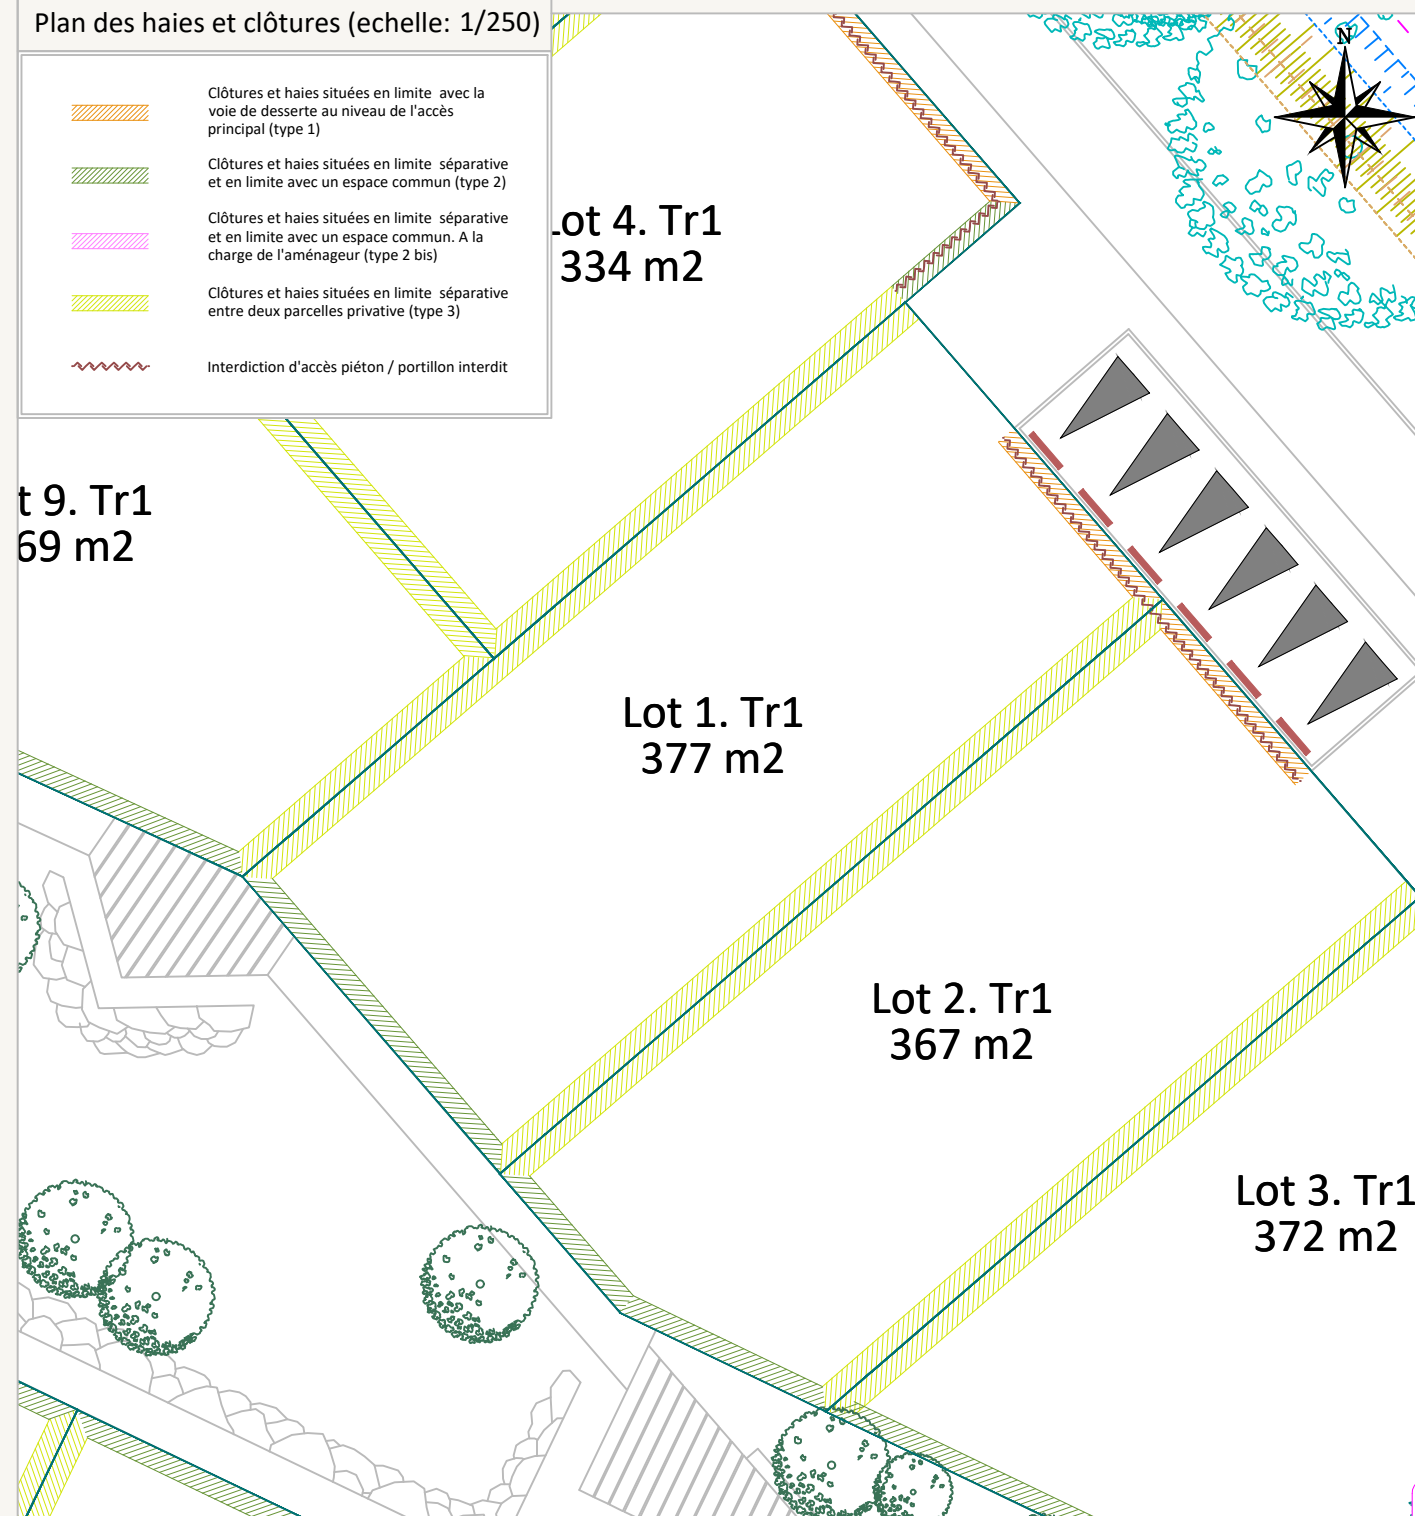 Plan des haies et clôtures (echelle: 1/250)
Clôtures et haies situées en limite avec la
voie de desserte au niveau de l'accès
principal (type 1)
Clôtures et haies situées en limite séparative
et en limite avec un espace commun (type 2)
Clôtures et haies situées en limite séparative
et en limite avec un espace commun. A la
charge de l'aménageur (type 2 bis)
Clôtures et haies situées en limite séparative
entre deux parcelles privative (type 3)
Interdiction d'accès piéton / portillon interdit
N
Lot 4. Tr1
334 m2
t 9. Tr1
69 m2
Lot 1. Tr1
377 m2
Lot 2. Tr1
367 m2
Lot 3. Tr1
372 m2